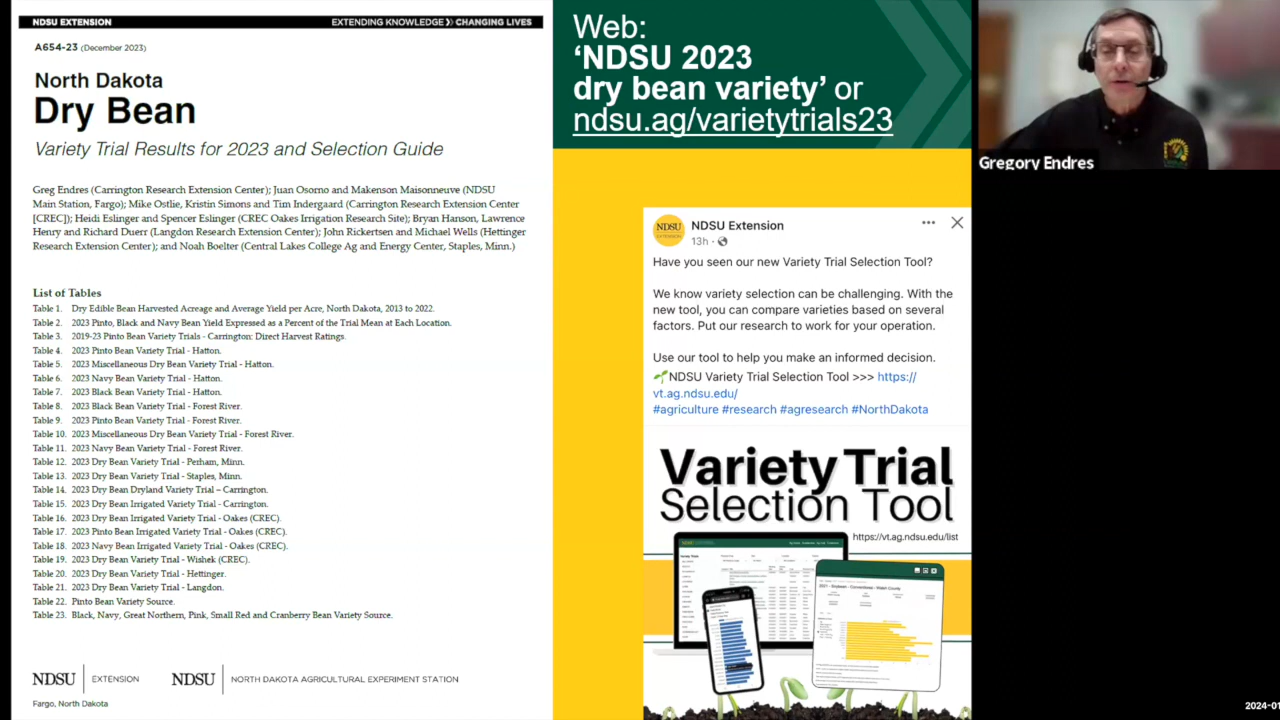 NDSU EXTENSION
EXTENDING KNOWLEDGE CHANGING LIVES
A654-23 (December 2023)
North Dakota
Dry Bean
Variety Trial Results for 2023 and Selection Guide
Greg Endres (Carrington Research Extension Center); Juan Osorno and Makenson Maisonneuve (NDSU
Main Station, Fargo); Mike Ostlie, Kristin Simons and Tim Indergaard (Carrington Research Extension Center
[CREC]); Heidi Eslinger and Spencer Eslinger (CREC Oakes Irrigation Research Site); Bryan Hanson, Lawrence
Henry and Richard Duerr (Langdon Research Extension Center); John Rickertsen and Michael Wells (Hettinger
Research Extension Center); and Noah Boelter (Central Lakes College Ag and Energy Center, Staples, Minn.)
List of Tables
Table 1. Dry Edible Bean Harvested Acreage and Average Yield per Acre, North Dakota, 2013 to 2022.
Table 2. 2023 Pinto, Black and Navy Bean Yield Expressed as a Percent of the Trial Mean at Each Location.
Table 3. 2019-23 Pinto Bean Variety Trials - Carrington: Direct Harvest Ratings.
Table 4. 2023 Pinto Bean Variety Trial - Hatton.
Table 5. 2023 Miscellaneous Dry Bean Variety Trial - Hatton.
Table 6. 2023 Navy Bean Variety Trial - Hatton.
Table 7. 2023 Black Bean Variety Trial - Hatton.
Table 8. 2023 Black Bean Variety Trial - Forest River.
Table 9. 2023 Pinto Bean Variety Trial - Forest River.
Table 10. 2023 Miscellaneous Dry Bean Variety Trial - Forest River.
Table 11. 2023 Navy Bean Variety Trial - Forest River.
Table 12. 2023 Dry Bean Variety Trial - Perham, Minn.
Table 13. 2023 Dry Bean Variety Trial - Staples, Minn.
Table 14. 2023 Dry Bean Dryland Variety Trial – Carrington.
Table 15. 2023 Dry Bean Irrigated Variety Trial - Carrington.
Table 16. 2023 Dry Bean Irrigated Variety Trial - Oakes (CREC).
Table 17. 2023 Pinto Bean Irrigated Variety Trial - Oakes (CREC).
Table 18. 2023 Navy Bean Irrigated Variety Trial - Oakes (CREC).
Table 19. 2023 Dry Bean Variety Trial - Wishek (CREC).
Table 20. 2023 Dry Bean Variety Trial - Hettinger.
Table 21. 2023 Dry Bean Variety Trial - Langdon.
Table 22. Pinto Bean Variety Source.
Table 23. Black, Navy, Great Northern, Pink, Small Red and Cranberry Bean Variety Source.
NDSU EXTENSION NDSU NORTH DAKOTA AGRICULTURAL EXPERIMENT STATION
Fargo, North Dakota
Web:
‘NDSU 2023
dry bean variety’ or
ndsu.ag/varietytrials23
NDSU
EXTENSION
NDSU Extension
13h
Have you seen our new Variety Trial Selection Tool?
We know variety selection can be challenging. With the
new tool, you can compare varieties based on several
factors. Put our research to work for your operation.
Use our tool to help you make an informed decision.
NDSU Variety Trial Selection Tool >>> https://
vt.ag.ndsu.edu/
#agriculture #research #agresearch #NorthDakota
Variety Trial
Selection Tool
https://vt.ag.ndsu.edu/list
Gregory Endres
2024-01